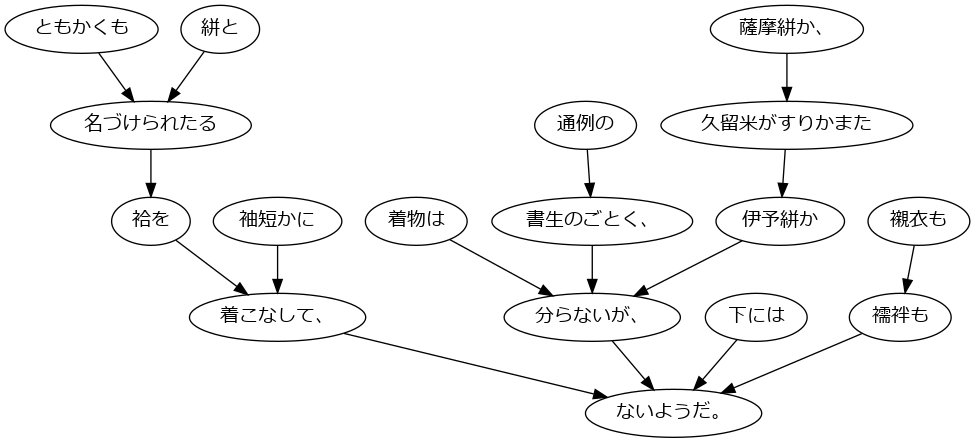 ともかくも
絣と
薩摩絣か、
名づけられたる
通例の
久留米がすりかまた
袷を
袖短かに
着物は
書生のごとく、
伊予絣か
襯衣も
着こなして、
分らないが、
下には
襦袢も
ないようだ。